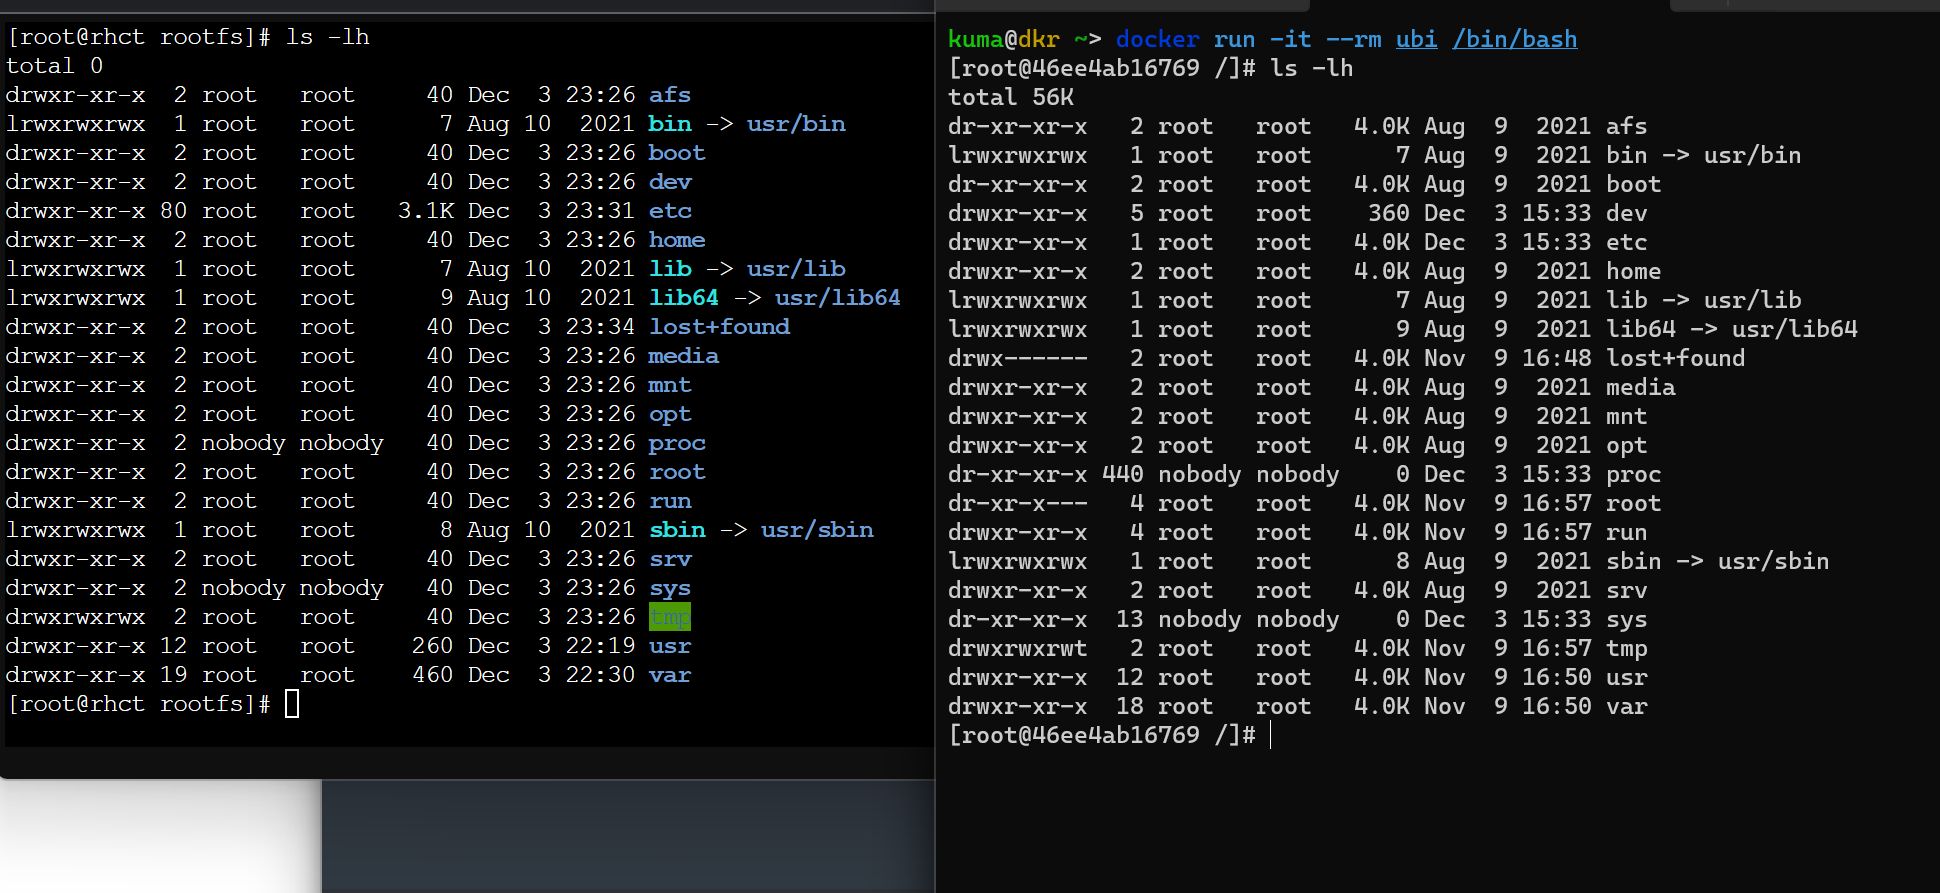 [root@rhct rootfs]# ls -lh
total 0
drwxr-xr-x  2 root   root     40 Dec  3 23:26 afs
lrwxrwxrwx  1 root   root      7 Aug 10  2021 bin -> usr/bin
drwxr-xr-x  2 root   root     40 Dec  3 23:26 boot
drwxr-xr-x  2 root   root     40 Dec  3 23:26 dev
drwxr-xr-x 80 root   root   3.1K Dec  3 23:31 etc
drwxr-xr-x  2 root   root     40 Dec  3 23:26 home
lrwxrwxrwx  1 root   root      7 Aug 10  2021 lib -> usr/lib
lrwxrwxrwx  1 root   root      9 Aug 10  2021 lib64 -> usr/lib64
drwxr-xr-x  2 root   root     40 Dec  3 23:34 lost+found
drwxr-xr-x  2 root   root     40 Dec  3 23:26 media
drwxr-xr-x  2 root   root     40 Dec  3 23:26 mnt
drwxr-xr-x  2 root   root     40 Dec  3 23:26 opt
drwxr-xr-x  2 nobody nobody   40 Dec  3 23:26 proc
drwxr-xr-x  2 root   root     40 Dec  3 23:26 root
drwxr-xr-x  2 root   root     40 Dec  3 23:26 run
lrwxrwxrwx  1 root   root      8 Aug 10  2021 sbin -> usr/sbin
drwxr-xr-x  2 root   root     40 Dec  3 23:26 srv
drwxr-xr-x  2 nobody nobody   40 Dec  3 23:26 sys
drwxrwxrwx  2 root   root     40 Dec  3 23:26 tmp
drwxr-xr-x 12 root   root    260 Dec  3 22:19 usr
drwxr-xr-x 19 root   root    460 Dec  3 22:30 var
[root@rhct rootfs]#
kuma@dkr ~> docker run -it --rm ubi /bin/bash
[root@46ee4ab16769 /]# ls -lh
total 56K
dr-xr-xr-x   2 root   root   4.0K Aug  9  2021 afs
lrwxrwxrwx   1 root   root      7 Aug  9  2021 bin -> usr/bin
dr-xr-xr-x   2 root   root   4.0K Aug  9  2021 boot
drwxr-xr-x   5 root   root    360 Dec  3 15:33 dev
drwxr-xr-x   1 root   root   4.0K Dec  3 15:33 etc
drwxr-xr-x   2 root   root   4.0K Aug  9  2021 home
lrwxrwxrwx   1 root   root      7 Aug  9  2021 lib -> usr/lib
lrwxrwxrwx   1 root   root      9 Aug  9  2021 lib64 -> usr/lib64
drwx------   2 root   root   4.0K Nov  9 16:48 lost+found
drwxr-xr-x   2 root   root   4.0K Aug  9  2021 media
drwxr-xr-x   2 root   root   4.0K Aug  9  2021 mnt
drwxr-xr-x   2 root   root   4.0K Aug  9  2021 opt
dr-xr-xr-x 440 nobody nobody    0 Dec  3 15:33 proc
dr-xr-x---   4 root   root   4.0K Nov  9 16:57 root
drwxr-xr-x   4 root   root   4.0K Nov  9 16:57 run
lrwxrwxrwx   1 root   root      8 Aug  9  2021 sbin -> usr/sbin
drwxr-xr-x   2 root   root   4.0K Aug  9  2021 srv
dr-xr-xr-x  13 nobody nobody    0 Dec  3 15:33 sys
drwxrwxrwt   2 root   root   4.0K Nov  9 16:57 tmp
drwxr-xr-x  12 root   root   4.0K Nov  9 16:50 usr
drwxr-xr-x  18 root   root   4.0K Nov  9 16:50 var
[root@46ee4ab16769 /]#